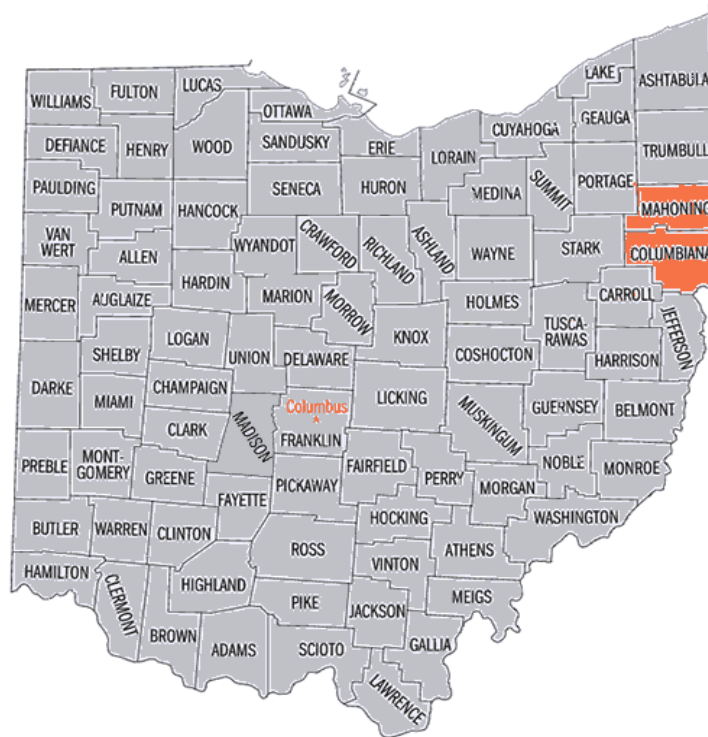 LAKE
ASHTABULA
LUCAS
FULTON
WILLIAMS
OTTAWA
GEAUGA
CUYAHOGA
SANDUSKY
WOOD
DEFIANCE
HENRY
ERIE
LORAIN
TRUMBULL
SENECA
HURON
MEDINA
SUMMIT
PORTAGE
PAULDING
PUTNAM
HANCOCK
MAHONING
VAN
WERT
ALLEN
WYANDOT
CRAWFORD
RICHLAND
ASHLAND
WAYNE
STARK
COLUMBIANA
HARDIN
MERCER
AUGLAIZE
MARION
MORROW
HOLMES
CARROLL
JEFFERSON
LOGAN
UNION
KNOX
TUSCA-
RAWAS
SHELBY
DELAWARE
COSHOCTON
HARRISON
DARKE
MIAMI
CHAMPAIGN
LICKING
Columbus
MUSKINGUM
GUERNSEY
BELMONT
CLARK
MADISON
FRANKLIN
PREBLE
MONT-
GOMERY
GREENE
FAIRFIELD
PERRY
NOBLE
MONROE
PICKAWAY
MORGAN
FAYETTE
HOCKING
WASHINGTON
BUTLER
WARREN
CLINTON
ROSS
ATHENS
VINTON
HAMILTON
CLERMONT
HIGHLAND
PIKE
JACKSON
MEIGS
BROWN
ADAMS
SCIOTO
GALLIA
LAWRENCE